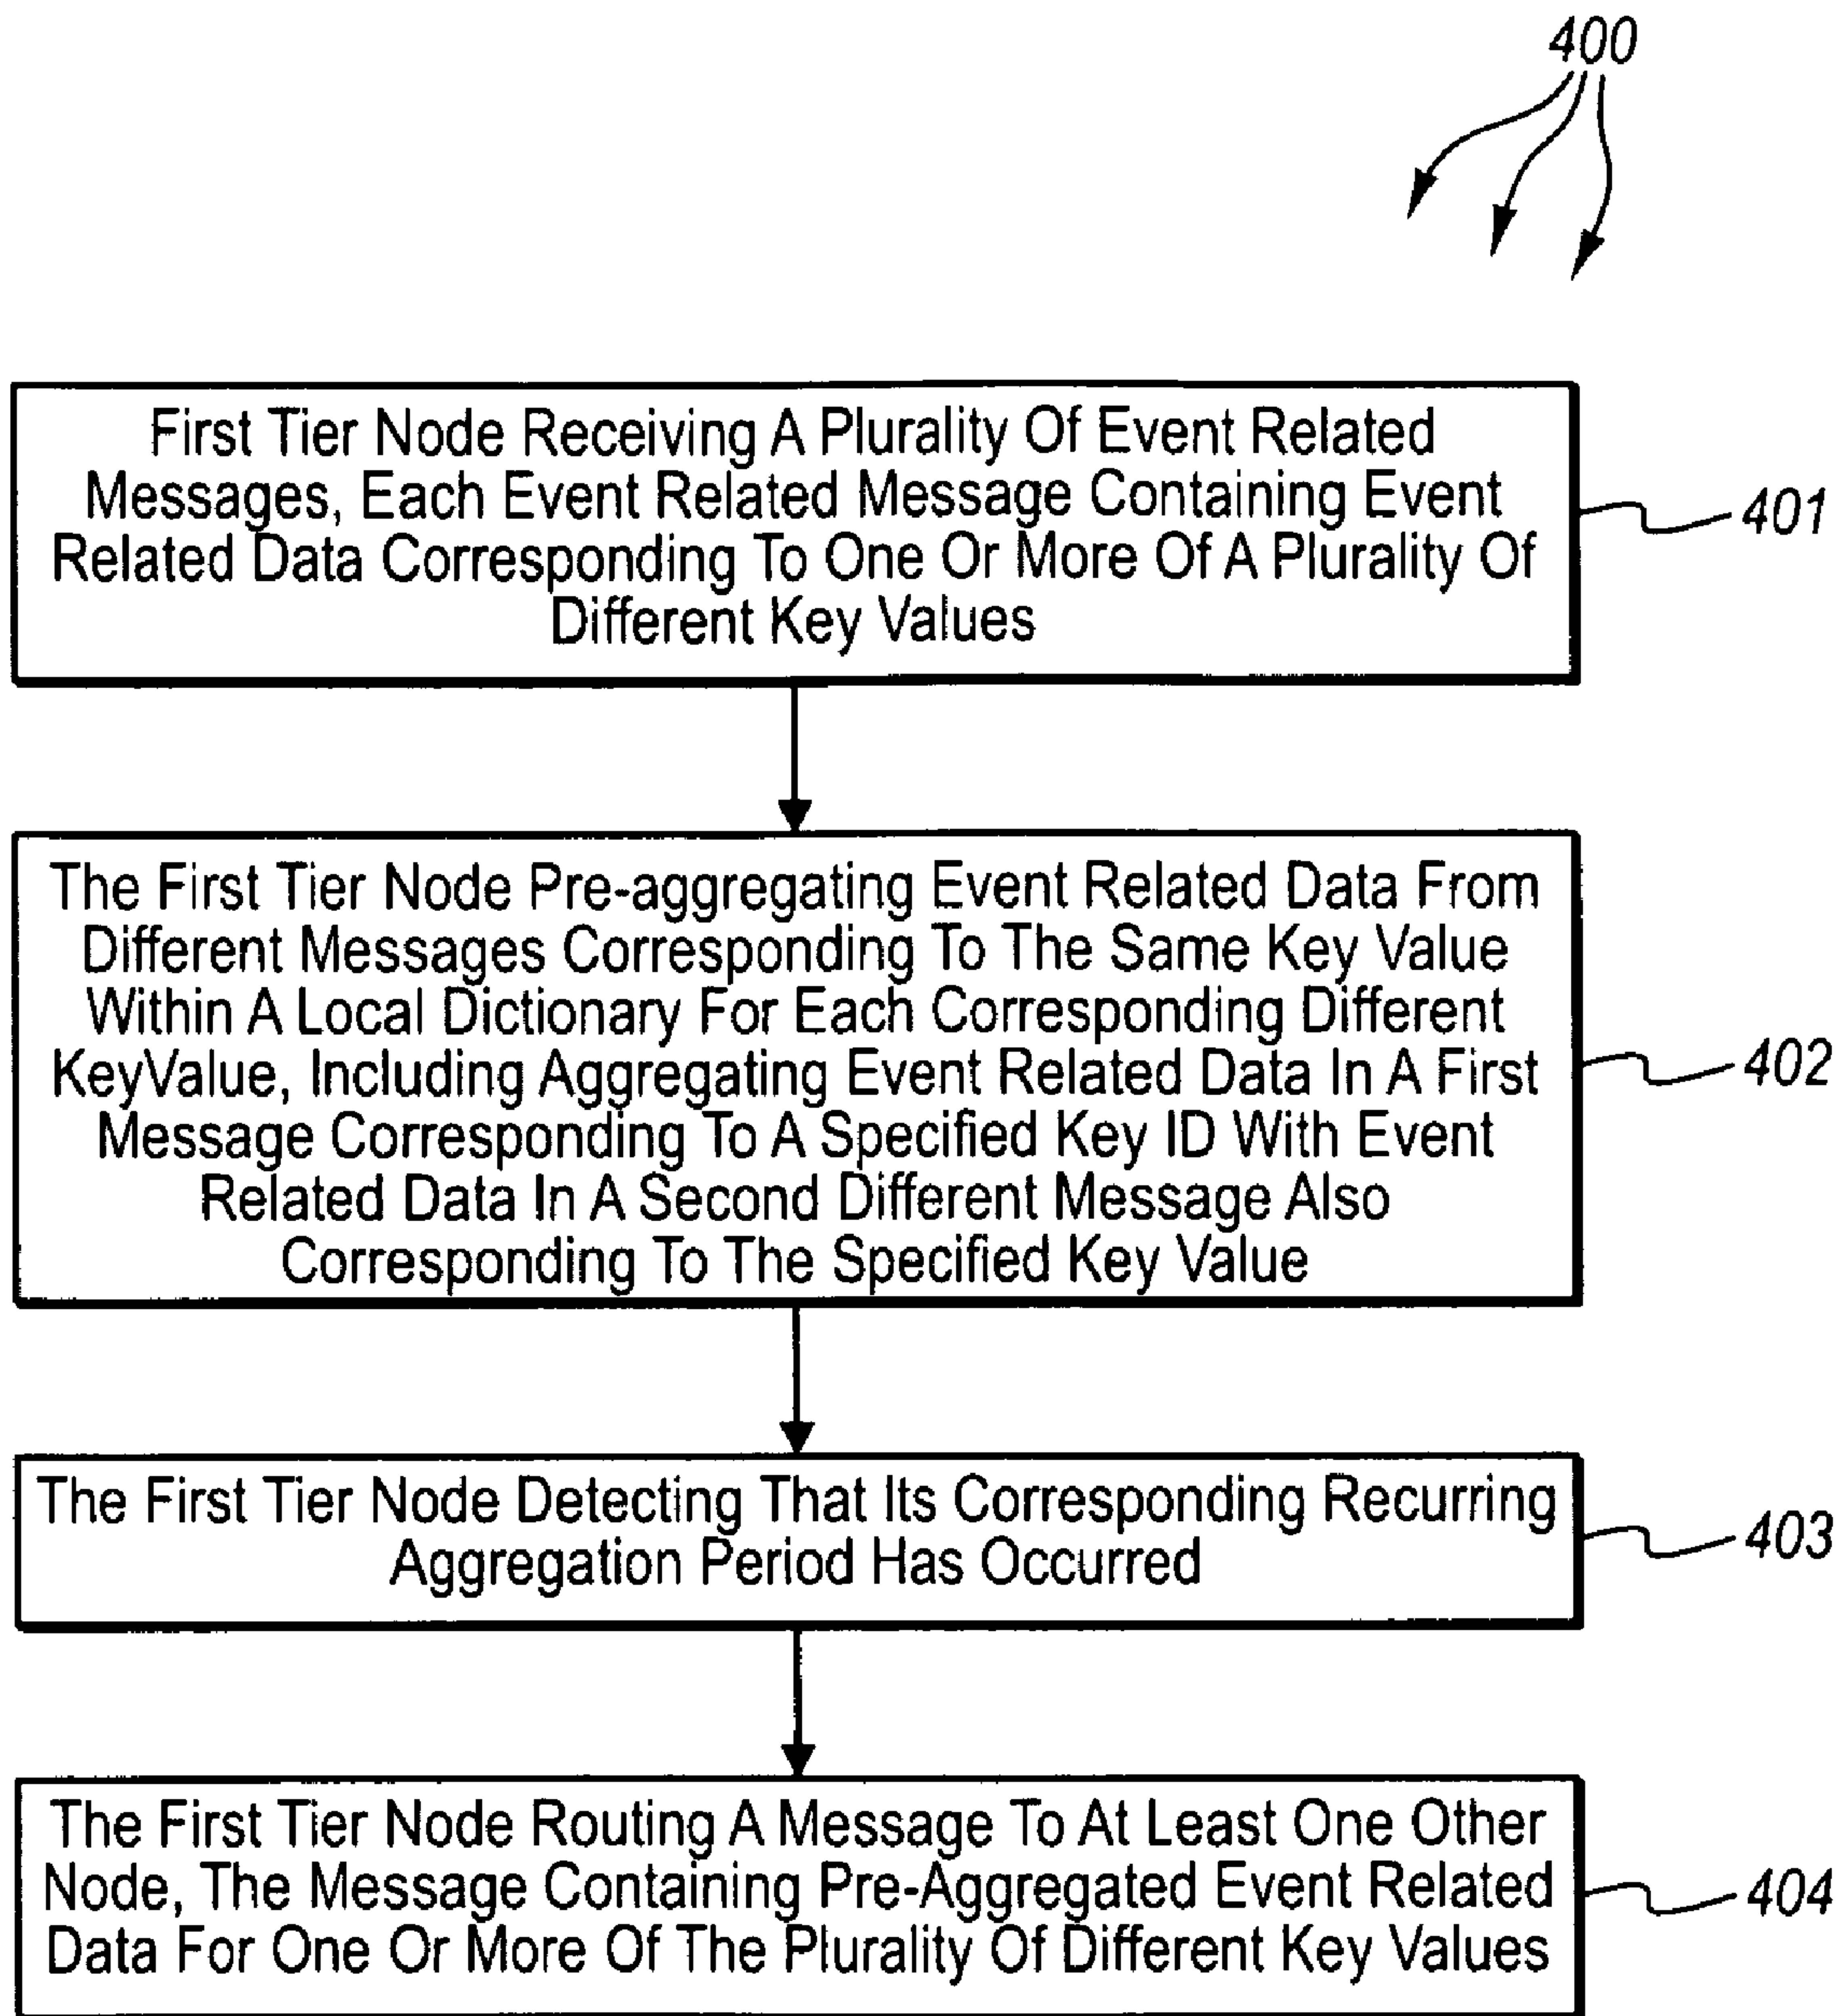 400
First Tier Node Receiving A Plurality Of Event Related
Messages, Each Event Related Message Containing Event
Related Data Corresponding To One Or More Of A Plurality Of
Different Key Values
401
The First Tier Node Pre-aggregating Event Related Data From
Different Messages Corresponding To The Same Key Value
Within A Local Dictionary For Each Corresponding Different
KeyValue, Including Aggregating Event Related Data In A First
Message Corresponding To A Specified Key ID With Event
Related Data In A Second Different Message Also
Corresponding To The Specified Key Value
402
The First Tier Node Detecting That Its Corresponding Recurring
Aggregation Period Has Occurred
403
The First Tier Node Routing A Message To At Least One Other
Node, The Message Containing Pre-Aggregated Event Related
Data For One Or More Of The Plurality Of Different Key Values
404